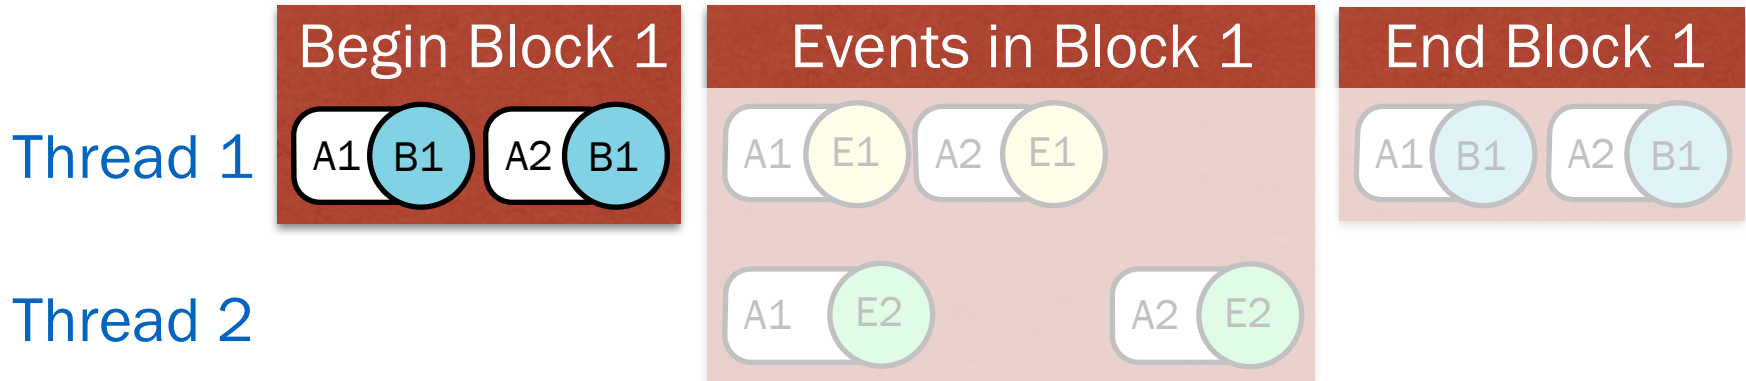 Begin Block 1 Events in Block 1 End Block 1
Thread 1 A1 B1 A2 B1 A1 E1 A2 E1 A1 B1 A2 B1
Thread 2 A1 E2 A2 E2